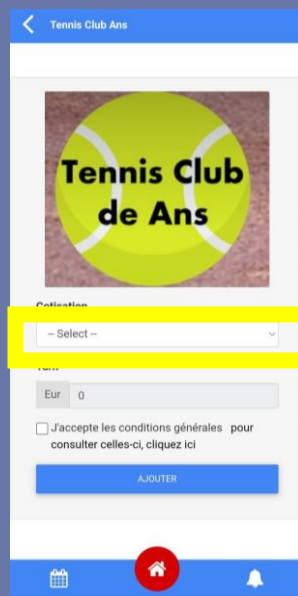 Tennis Club Ans
Tennis Club
de Ans
Cotisation
-- Select --
Eur 0
J'accepte les conditions générales pour
consulter celles-ci, cliquez ici
AJOUTER